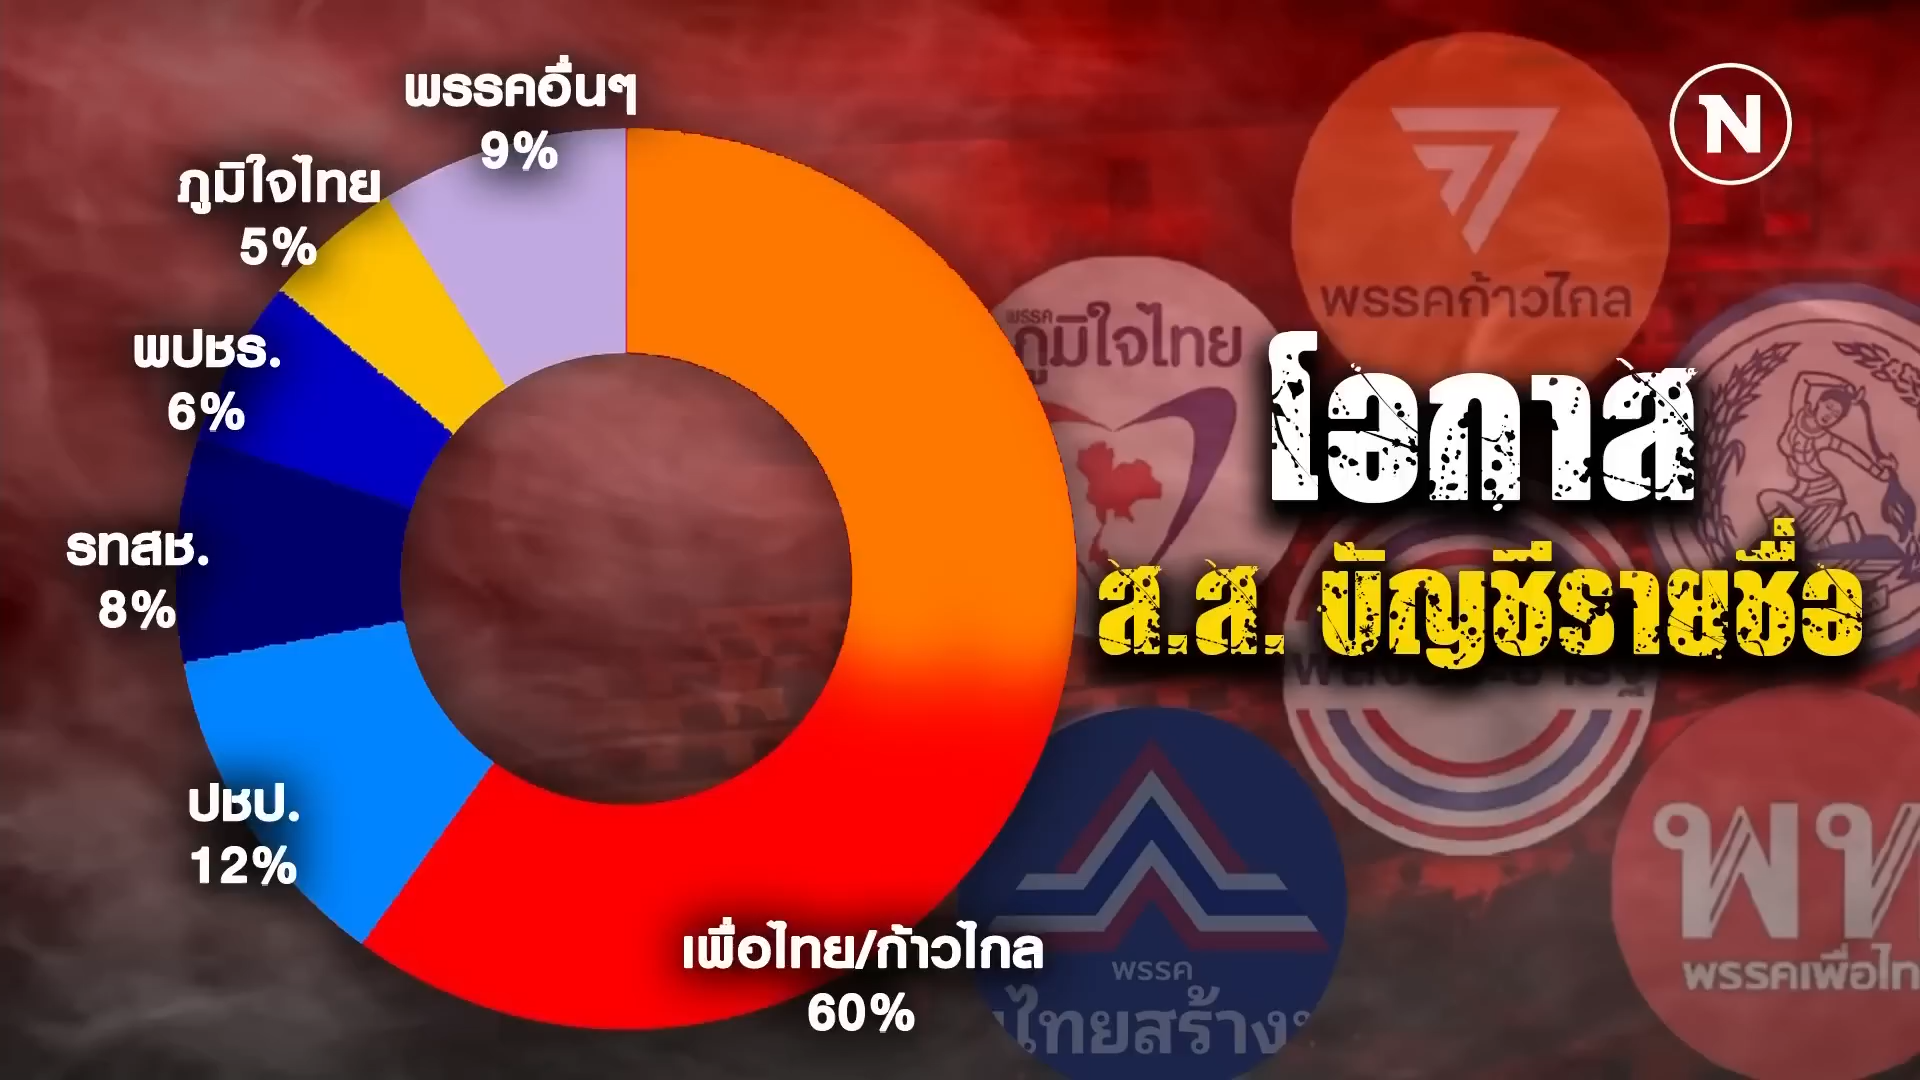 พรรคอื่นๆ
9%
ภูมิใจไทย
5%
พปชร.
6%
รทสช.
8%
ปชป.
12%
เพื่อไทย/ก้าวไกล
60%
N
พรรคก้าวไกล
พรรค
ภูมิใจไทย
โอกาส
ส.ส. บัญชีรายชื่อ
พรรค
ไทยสร้าง
พ
พรรคเพื่อไท